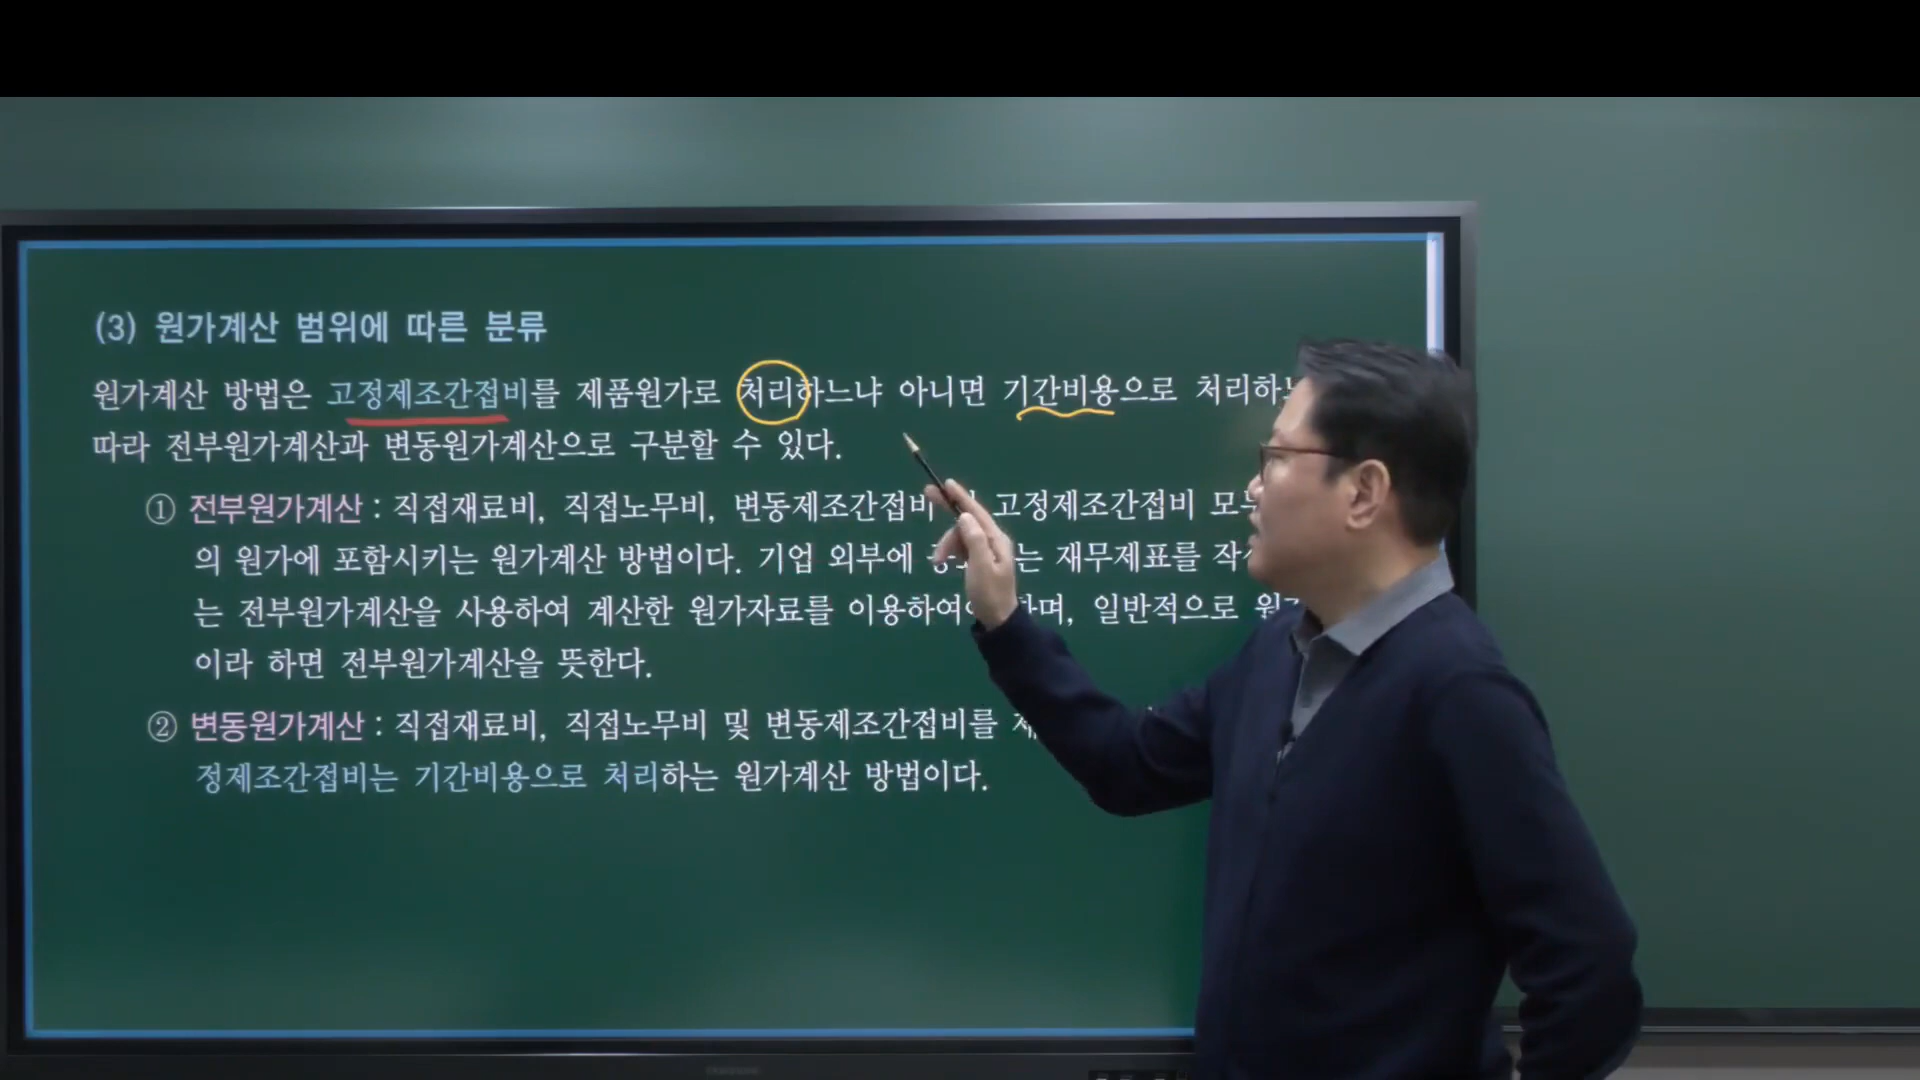 (3) 원가계산 범위에 따른 분류
원가계산 방법은 고정제조간접비를 제품원가로 처리하느냐 아니면 기간비용으로 처리하
따라 전부원가계산과 변동원가계산으로 구분할 수 있다.
① 전부원가계산 : 직접재료비, 직접노무비, 변동제조간접비 고정제조간접비
의 원가에 포함시키는 원가계산 방법이다. 기업 외부에 는 재무제표를
는 전부원가계산을 사용하여 계산한 원가자료를 이용하여 하며, 일반적으로
이라 하면 전부원가계산을 뜻한다.
② 변동원가계산 : 직접재료비, 직접노무비 및 변동제조간접비를
정제조간접비는 기간비용으로 처리하는 원가계산 방법이다.